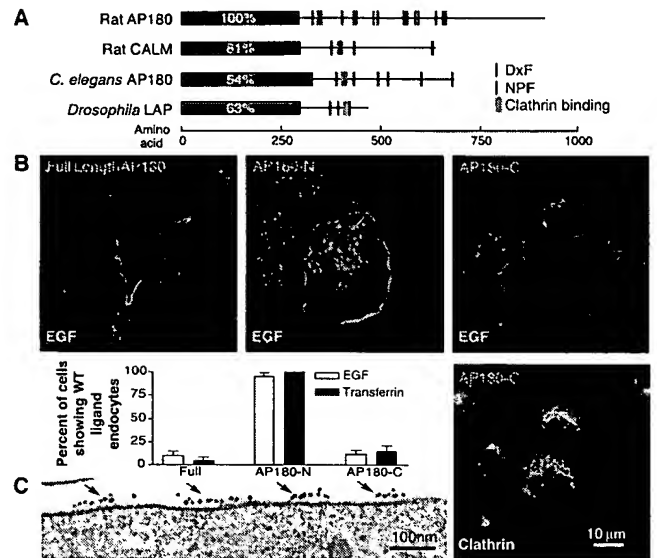 A
Rat AP180 100%
Rat CALM 81%
C. elegans AP180 54%
Drosophila LAP 63%
DxF
NPF
Clathrin binding
Amino acid 0 250 500 750 1000
B
Full Length AP180
EGF
AP180-N
EGF
AP180-C
EGF
Percent of cells showing WT ligand endocytes
100
75
50
25
0
EGF
Transferrin
Full AP180-N AP180-C
AP180-C
Clathrin
10 μm
C
100nm